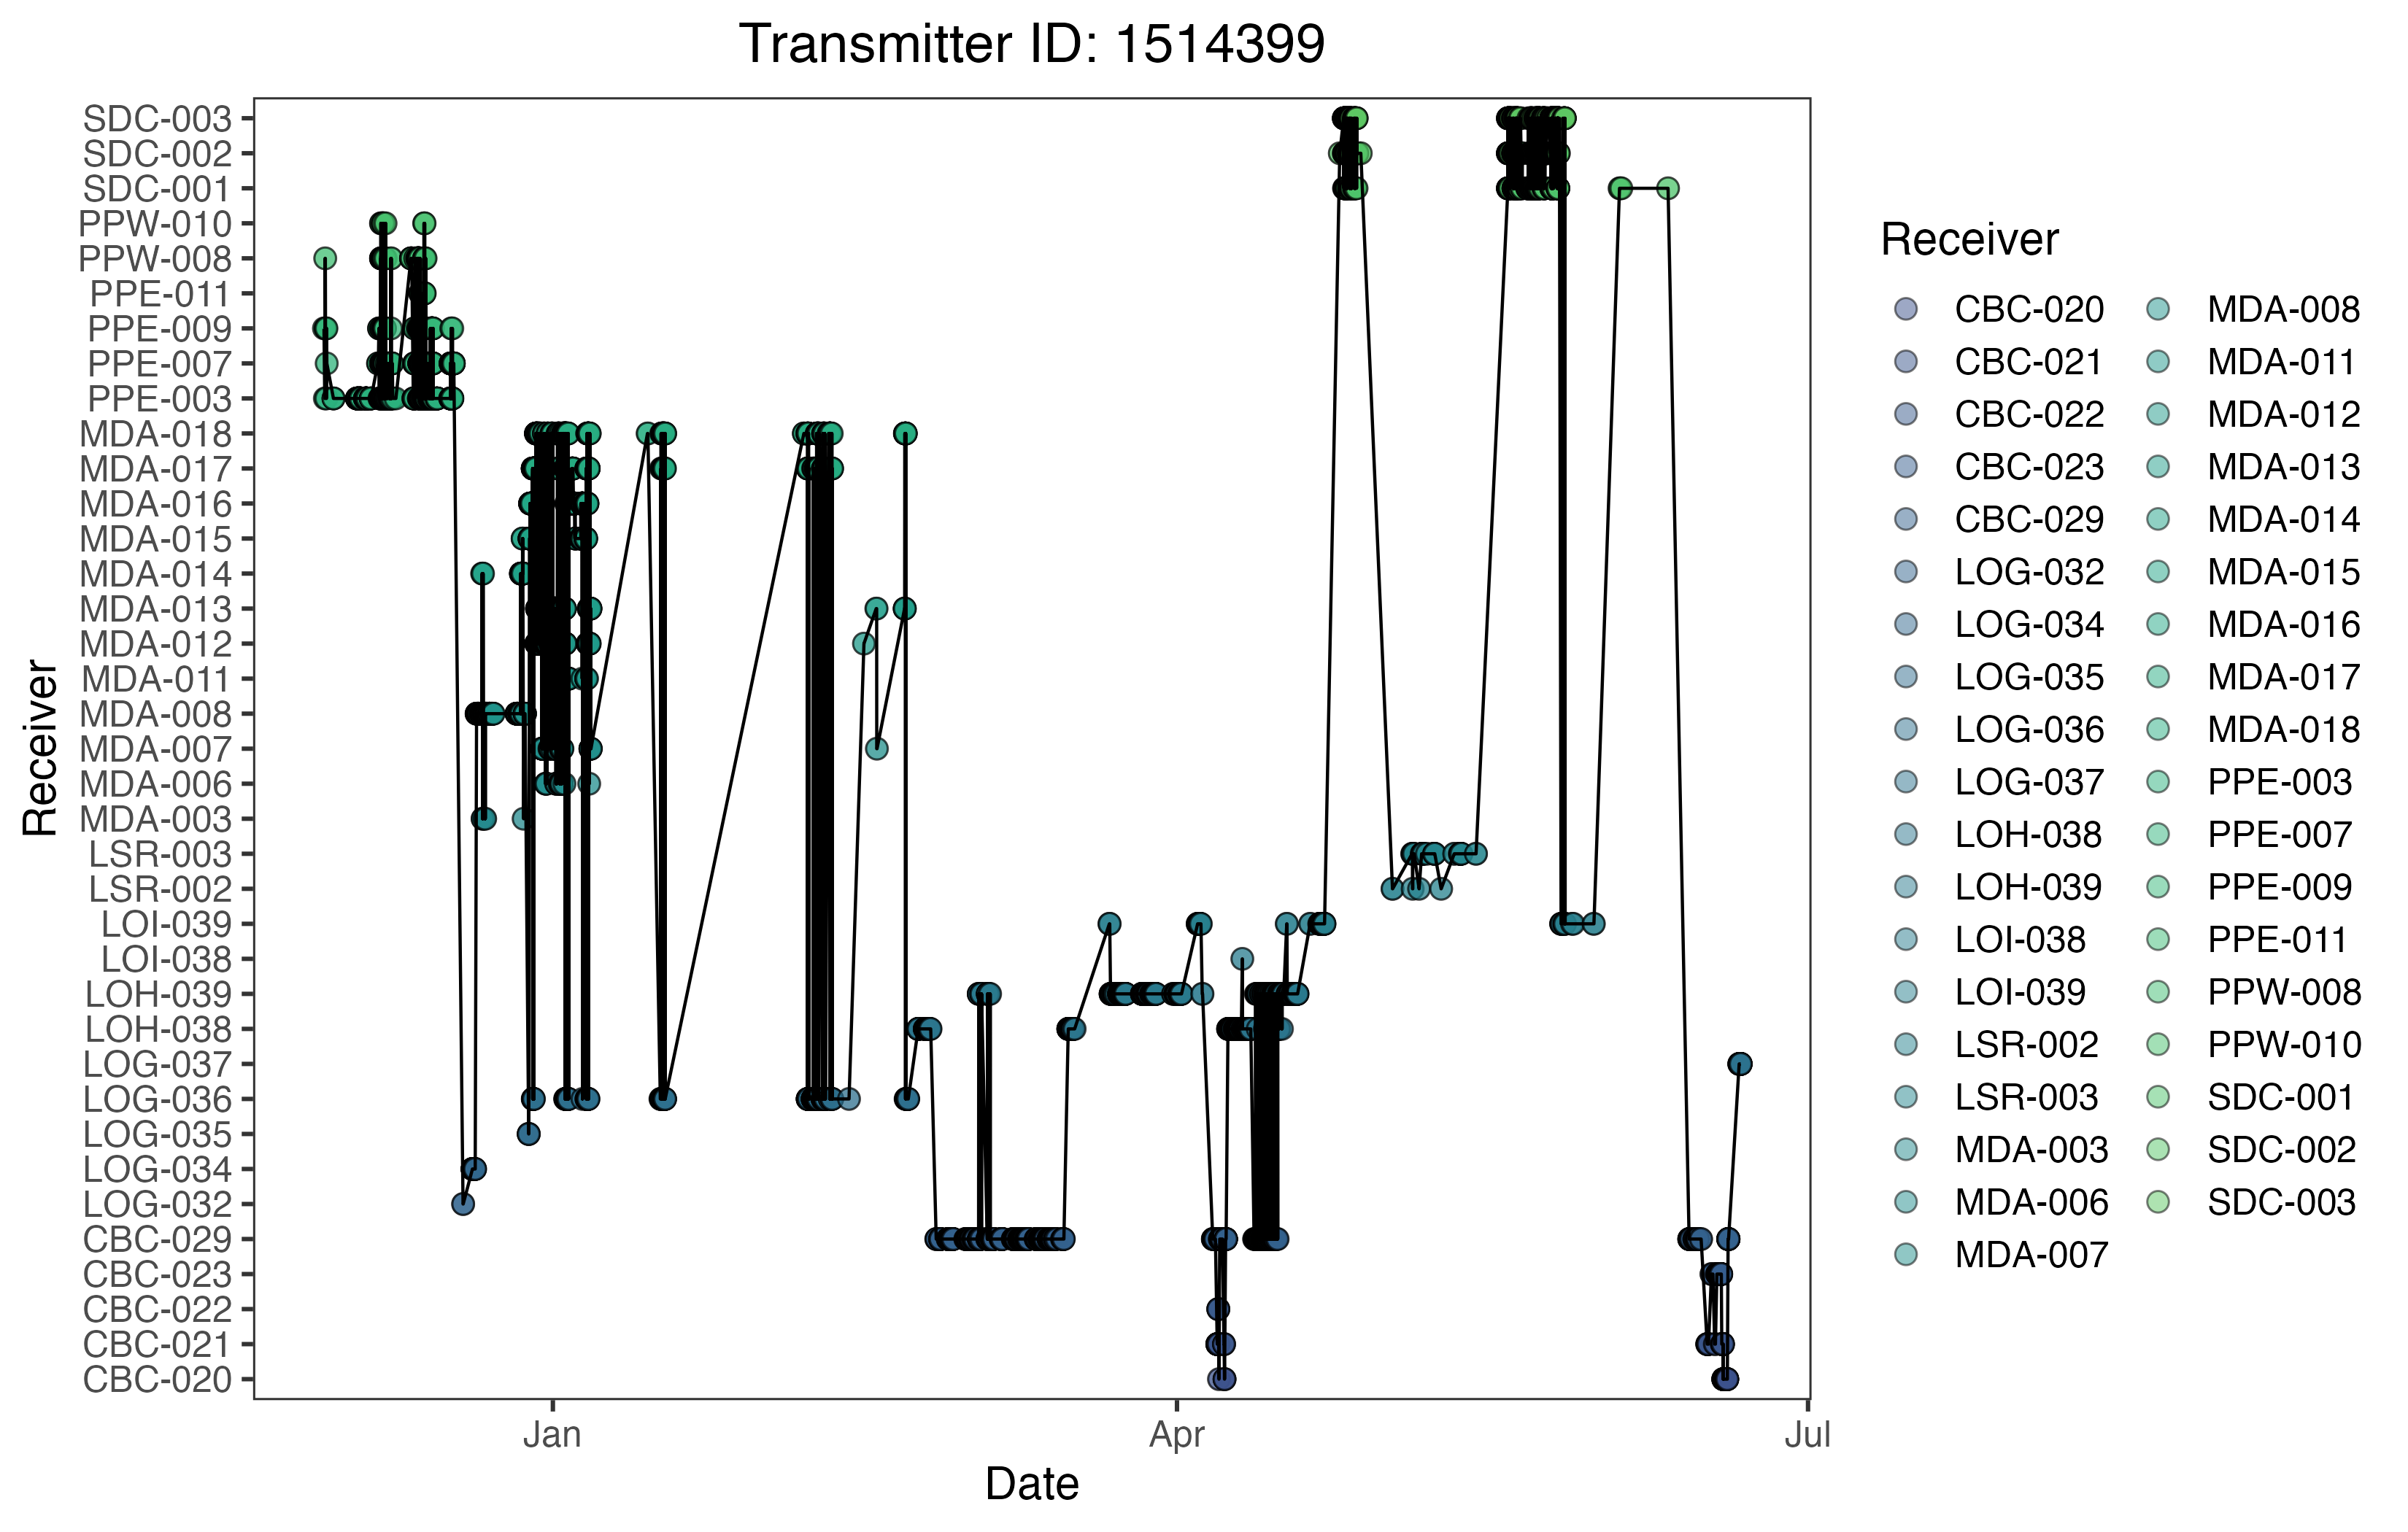 Transmitter ID: 1514399
SDC-003
SDC-002
SDC-001
PPW-010
PPW-008
PPE-011
PPE-009
PPE-007
PPE-003
MDA-018
MDA-017
MDA-016
MDA-015
MDA-014
MDA-013
MDA-012
MDA-011
MDA-008
MDA-007
MDA-006
MDA-003
LSR-003
LSR-002
LOI-039
LOI-038
LOH-039
LOH-038
LOG-037
LOG-036
LOG-035
LOG-034
LOG-032
CBC-029
CBC-023
CBC-022
CBC-021
CBC-020
Receiver
Jan
Apr
Jul
Date
Receiver
CBC-020
CBC-021
CBC-022
CBC-023
CBC-029
LOG-032
LOG-034
LOG-035
LOG-036
LOG-037
LOH-038
LOH-039
LOI-038
LOI-039
LSR-002
LSR-003
MDA-003
MDA-006
MDA-007
MDA-008
MDA-011
MDA-012
MDA-013
MDA-014
MDA-015
MDA-016
MDA-017
MDA-018
PPE-003
PPE-007
PPE-009
PPE-011
PPW-008
PPW-010
SDC-001
SDC-002
SDC-003